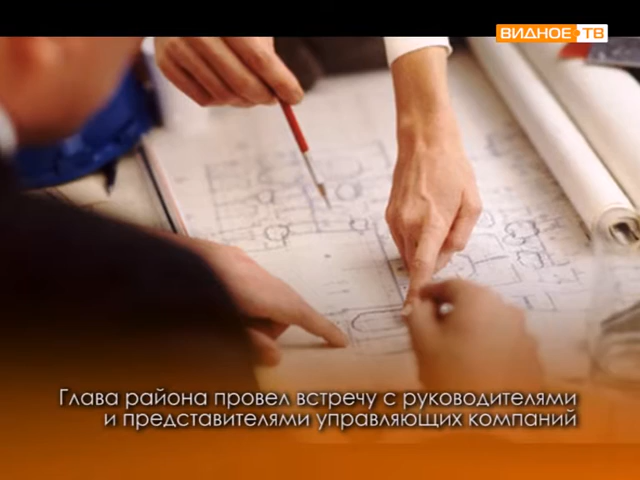 ВИДНОЕ ТВ
Глава района провел встречу с руководителями
и представителями управляющих компаний